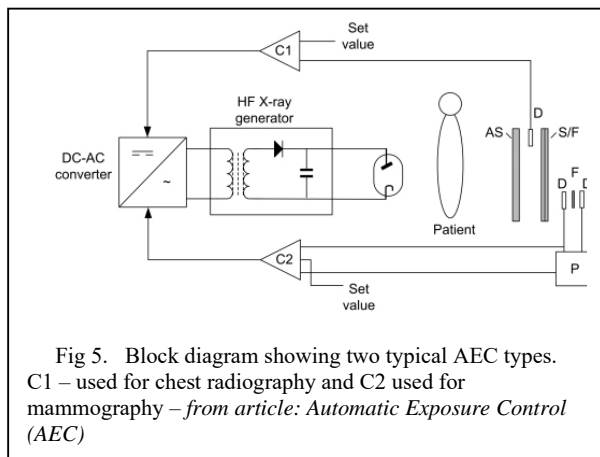 Set
value
C1
HF X-ray
generator
D
AS
S/F
DC-AC
converter
~
D F D
Patient
C2
P
Set
value
Fig 5. Block diagram showing two typical AEC types.
C1 – used for chest radiography and C2 used for
mammography – from article: Automatic Exposure Control
(AEC)